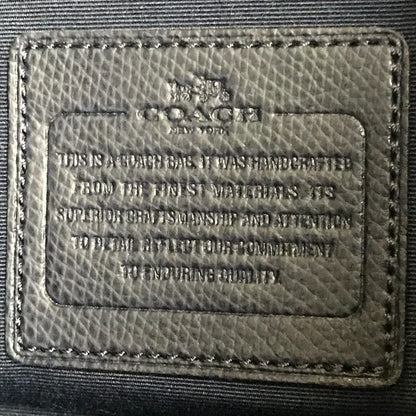 COACH
NEW YORK
THIS IS A COACH BAG. IT WAS HANDCRAFTED
FROM THE FINEST MATERIALS. ITS
SUPERIOR CRAFTSMANSHIP AND ATTENTION
TO DETAIL REFLECT OUR COMMITMENT
TO ENDURING QUALITY.